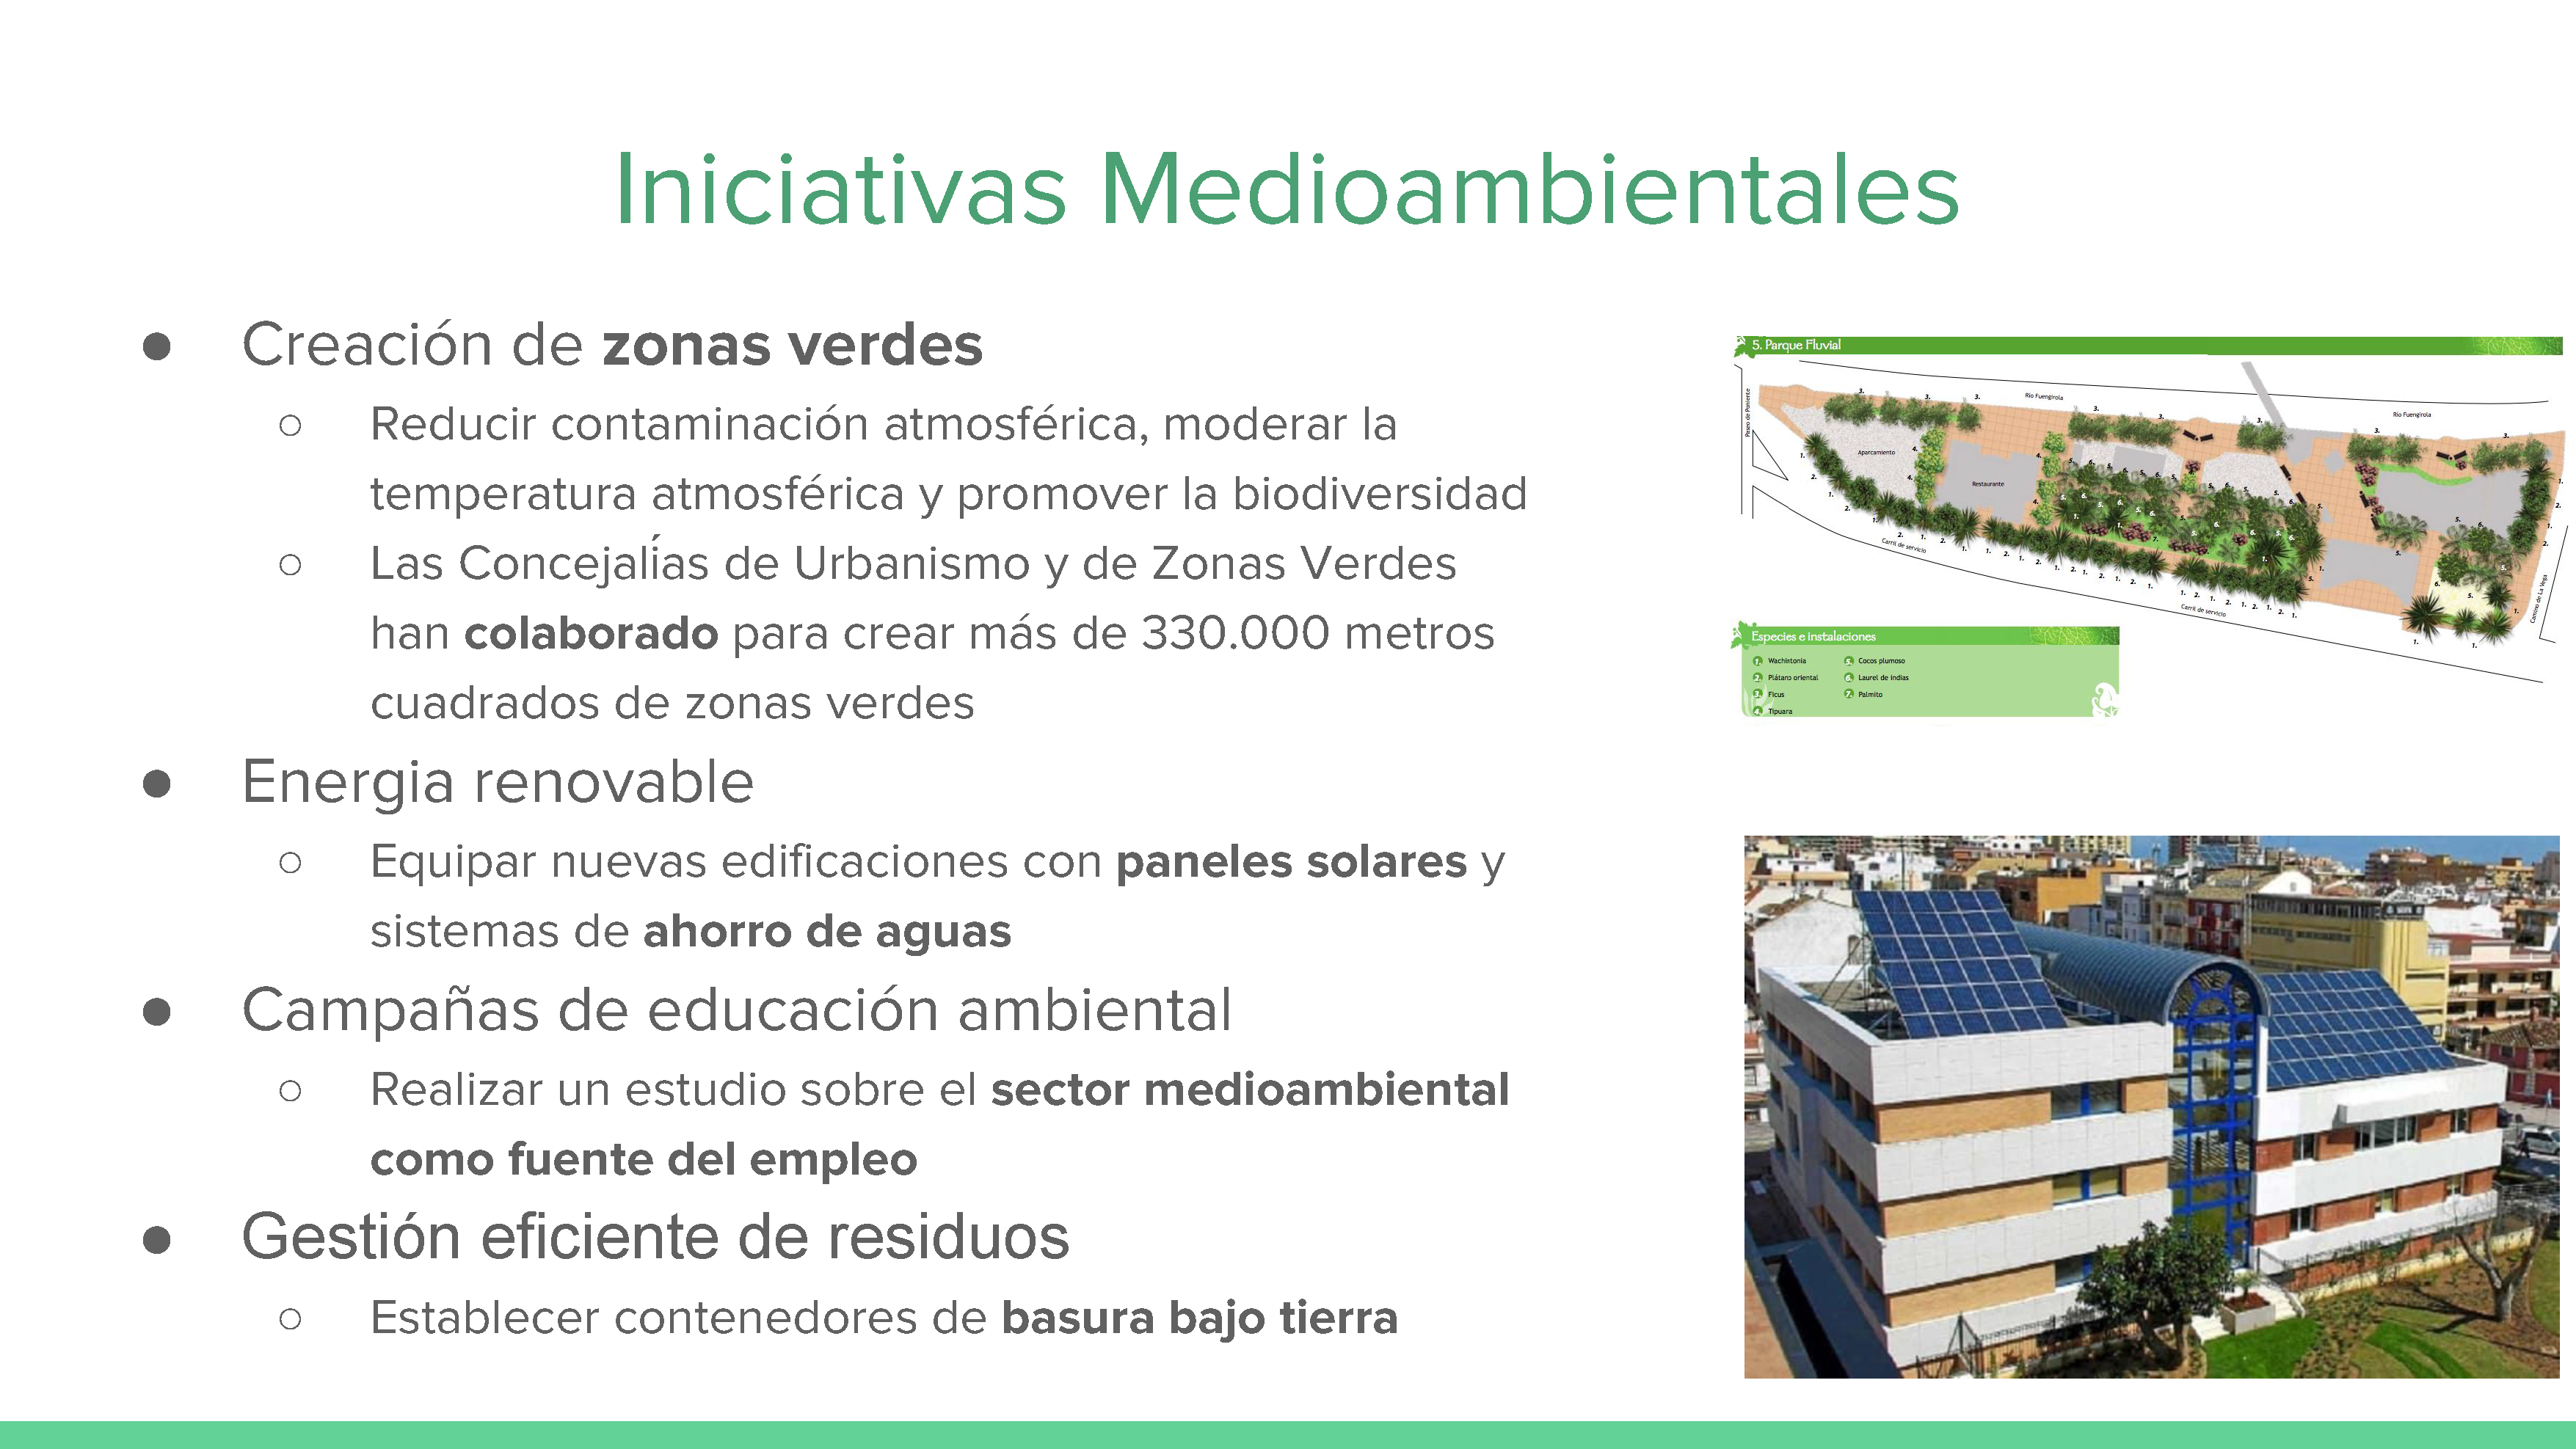 Iniciativas Medioambientales
● Creación de zonas verdes
○ Reducir contaminación atmosférica, moderar la
temperatura atmosférica y promover la biodiversidad
○ Las Concejalías de Urbanismo y de Zonas Verdes
han colaborado para crear más de 330.000 metros
cuadrados de zonas verdes
● Energia renovable
○ Equipar nuevas edificaciones con paneles solares y
sistemas de ahorro de aguas
● Campañas de educación ambiental
○ Realizar un estudio sobre el sector medioambiental
como fuente del empleo
● Gestión eficiente de residuos
○ Establecer contenedores de basura bajo tierra
5. Parque Fluvial
Paseo de Poniente
Río Fuengirola
Río Fuengirola
Aparcamiento
Restaurante
Carril de servicio
Carril de servicio
Camino de La Vega
Especies e instalaciones
1. Wachintonia
2. Plátano oriental
3. Ficus
4. Tipuara
5. Cocos plumoso
6. Laurel de indias
7. Palmito